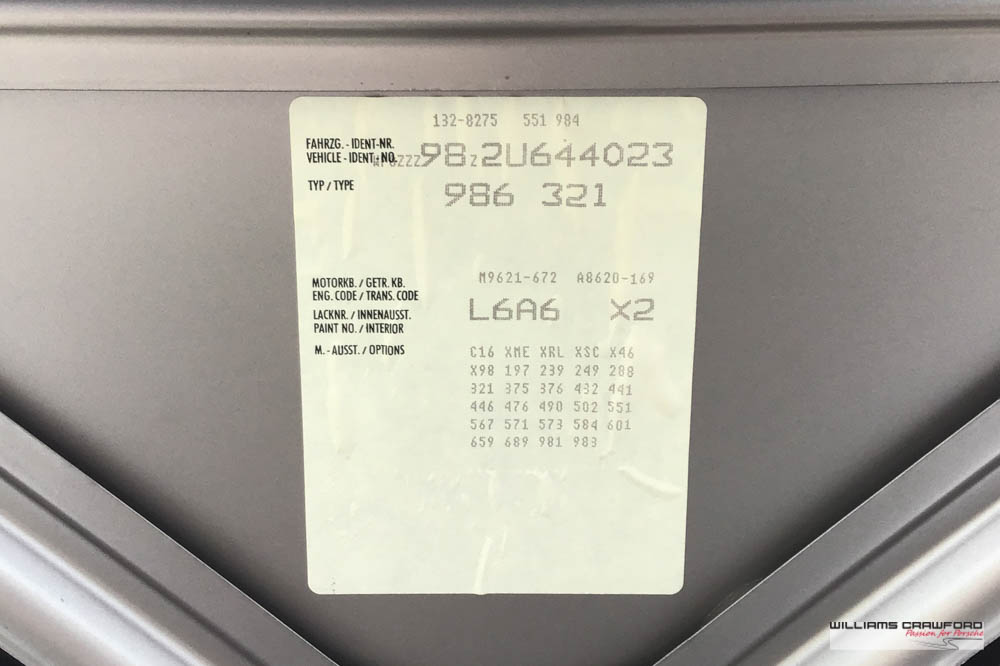 132-8275 551 984
FAHRZG. - IDENT-NR.
VEHICLE - IDENT-NO. WP0ZZZ98Z2U644023
TYP / TYPE 986 321
MOTORKB. / GETR. KB. M9621-672 A8620-169
ENG. CODE / TRANS. CODE
LACKNR. / INNENAUSST. L6A6 X2
PAINT NO. / INTERIOR
M. - AUSST. / OPTIONS C16 XME XRL XSC X46
X98 197 239 249 288
321 375 376 432 441
446 476 490 502 551
567 571 573 584 601
659 689 981 983
WILLIAMS CRAWFORD
Passion for Porsche